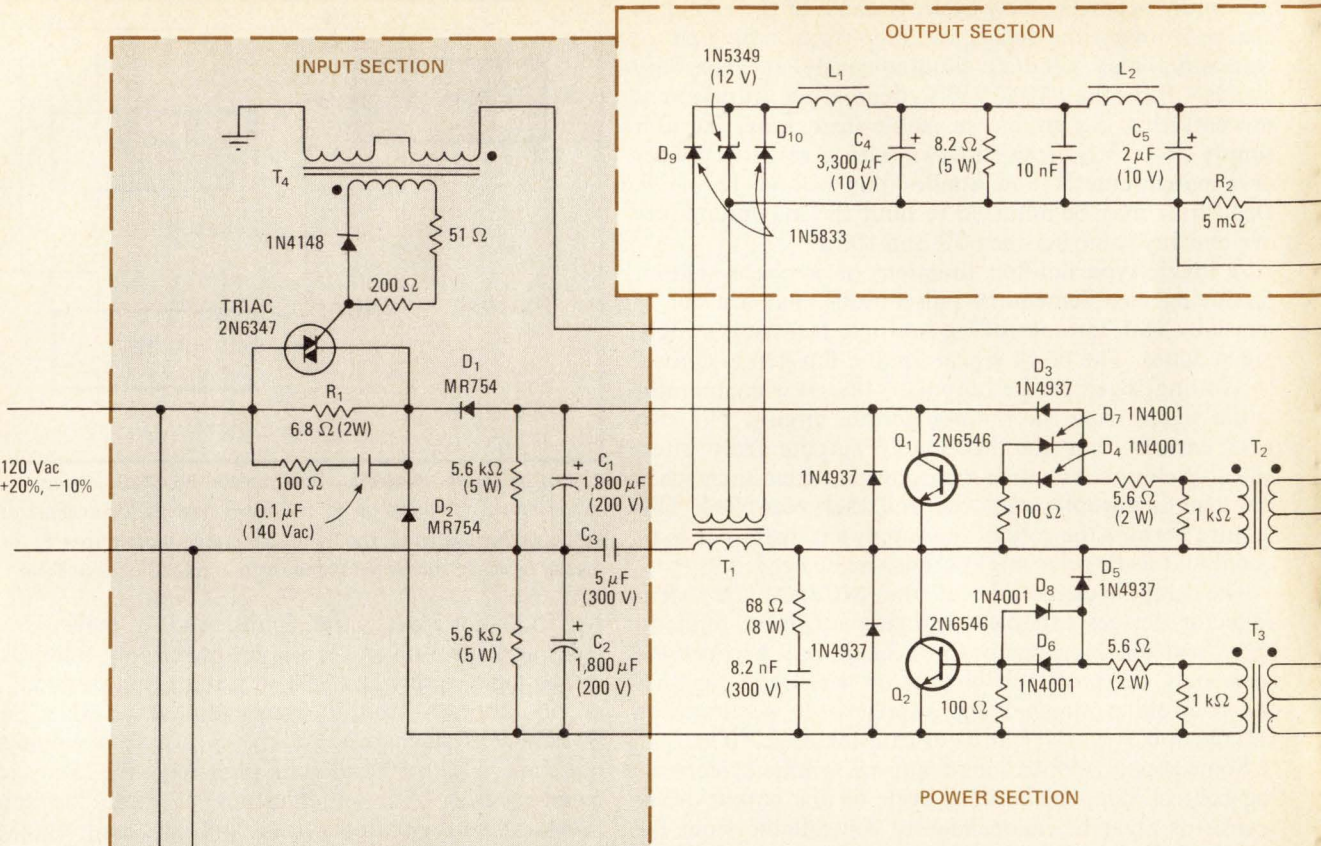 OUTPUT SECTION
INPUT SECTION
1N5349
(12 V)
L1
L2
D9
D10
C4
3,300 μF
(10 V)
8.2 Ω
(5 W)
10 nF
C5
2 μF
(10 V)
R2
5 mΩ
1N5833
T4
1N4148
51 Ω
200 Ω
TRIAC
2N6347
R1
6.8 Ω (2W)
D1
MR754
120 Vac
+20%, −10%
100 Ω
0.1 μF
(140 Vac)
D2
MR754
5.6 kΩ
(5 W)
C1
1,800 μF
(200 V)
C3
5 μF
(300 V)
5.6 kΩ
(5 W)
C2
1,800 μF
(200 V)
T1
68 Ω
(8 W)
8.2 nF
(300 V)
1N4937
1N4937
Q1
2N6546
D3
1N4937
D7 1N4001
D4 1N4001
100 Ω
5.6 Ω
(2 W)
1 kΩ
T2
D5
1N4937
D8
1N4001
2N6546
Q2
D6
1N4001
100 Ω
5.6 Ω
(2 W)
1 kΩ
T3
POWER SECTION